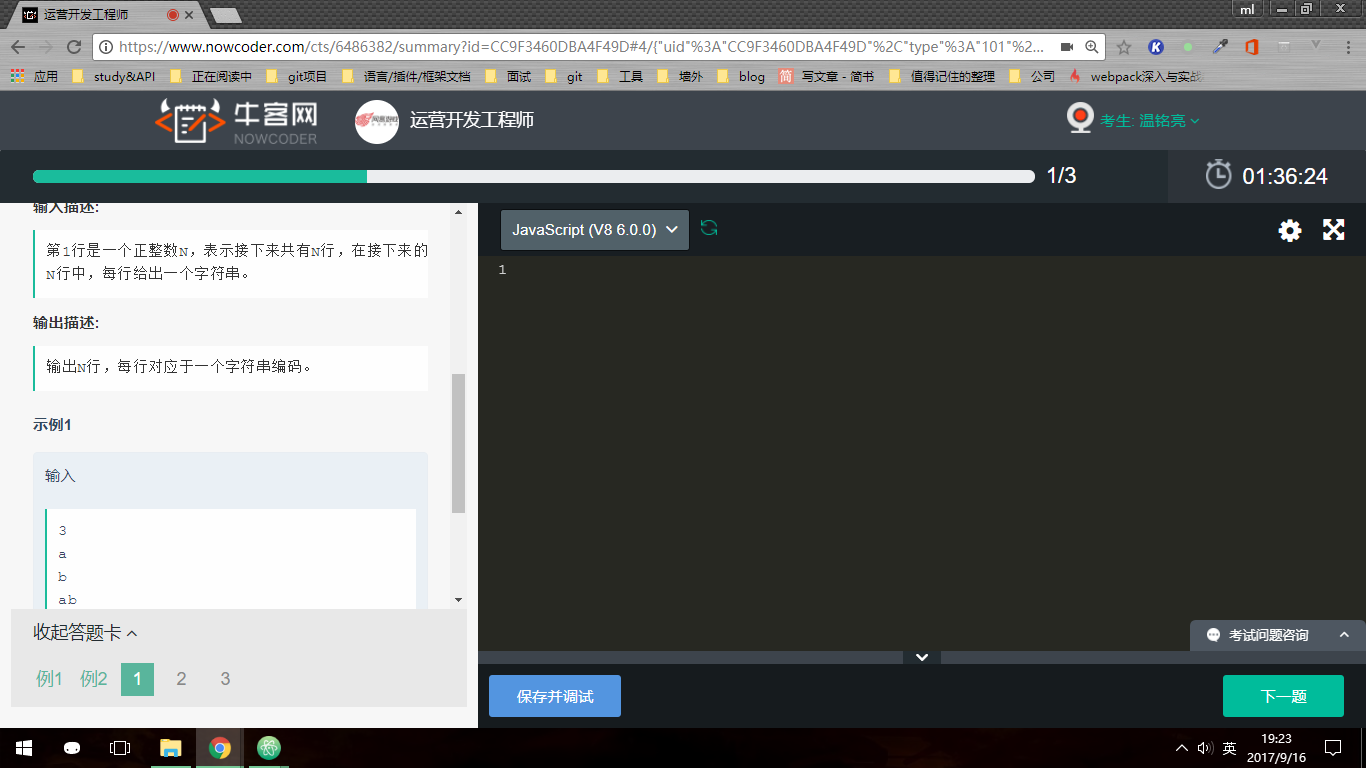 运营开发工程师
ml
https://www.nowcoder.com/cts/6486382/summary?id=CC9F3460DBA4F49D#4/{"uid"%3A"CC9F3460DBA4F49D"%2C"type"%3A"101"%2...
应用 study&API 正在阅读中 git项目 语言/插件/框架文档 面试 git 工具 墙外 blog 简 写文章 - 简书 值得记住的整理 公司 webpack深入与实战
牛客网
NOWCODER
运营开发工程师
考生: 温铭亮
1/3
01:36:24
输入描述:
第1行是一个正整数N，表示接下来共有N行，在接下来的
N行中，每行给出一个字符串。
输出描述:
输出N行，每行对应于一个字符串编码。
示例1
输入
3
a
b
ab
收起答题卡
例1 例2 1 2 3
JavaScript (V8 6.0.0)
1
考试问题咨询
保存并调试
下一题
英
19:23
2017/9/16